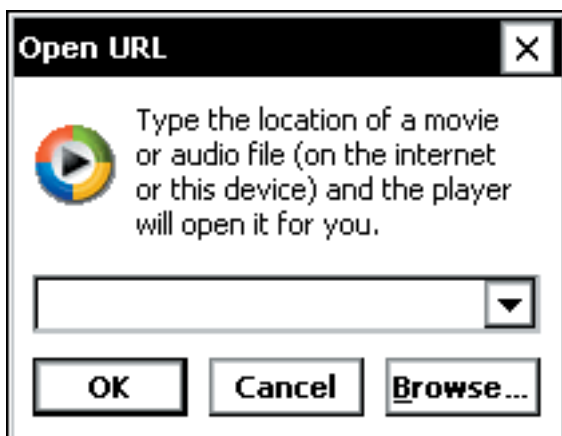 Open URL
Type the location of a movie
or audio file (on the internet
or this device) and the player
will open it for you.
OK Cancel Browse...